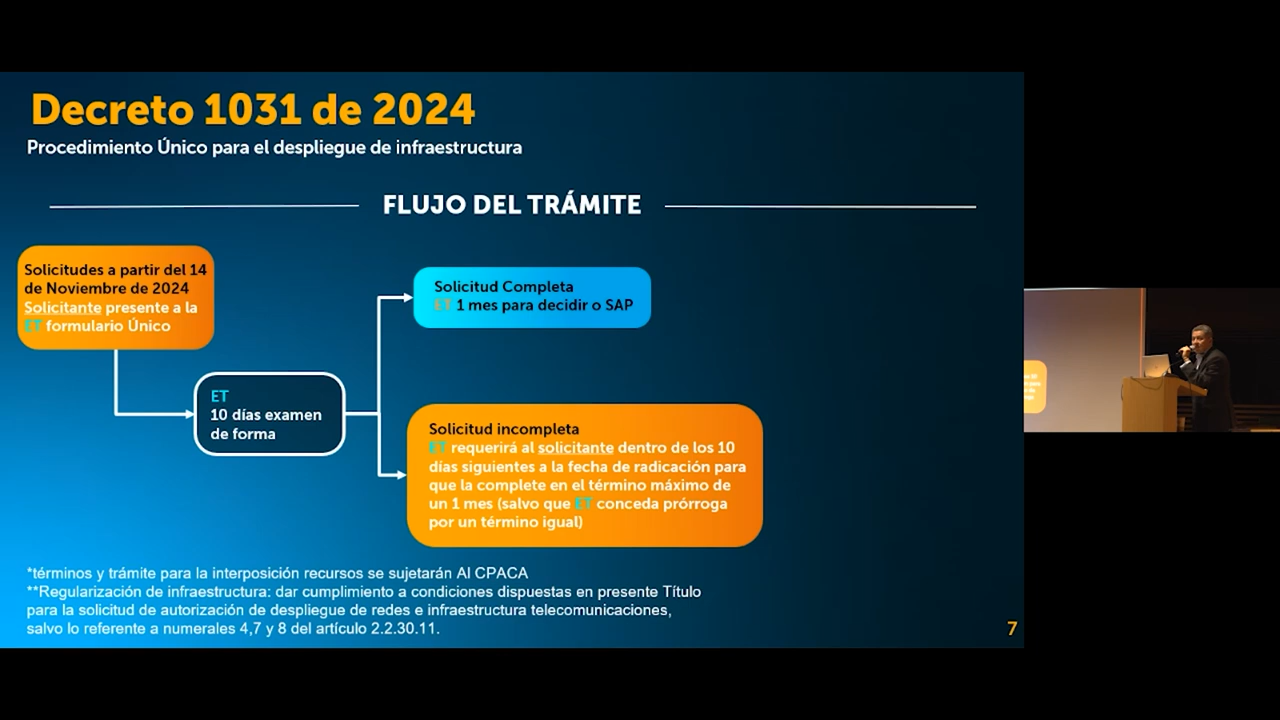 Decreto 1031 de 2024
Procedimiento Único para el despliegue de infraestructura
FLUJO DEL TRÁMITE
Solicitudes a partir del 14
de Noviembre de 2024
Solicitante presente a la
ET formulario Único
ET
10 días examen
de forma
Solicitud Completa
ET 1 mes para decidir o SAP
Solicitud incompleta
ET requerirá al solicitante dentro de los 10
días siguientes a la fecha de radicación para
que la complete en el término máximo de
un 1 mes (salvo que ET conceda prórroga
por un término igual)
*términos y trámite para la interposición recursos se sujetarán Al CPACA
**Regularización de infraestructura: dar cumplimiento a condiciones dispuestas en presente Título
para la solicitud de autorización de despliegue de redes e infraestructura telecomunicaciones,
salvo lo referente a numerales 4,7 y 8 del artículo 2.2.30.11.
7